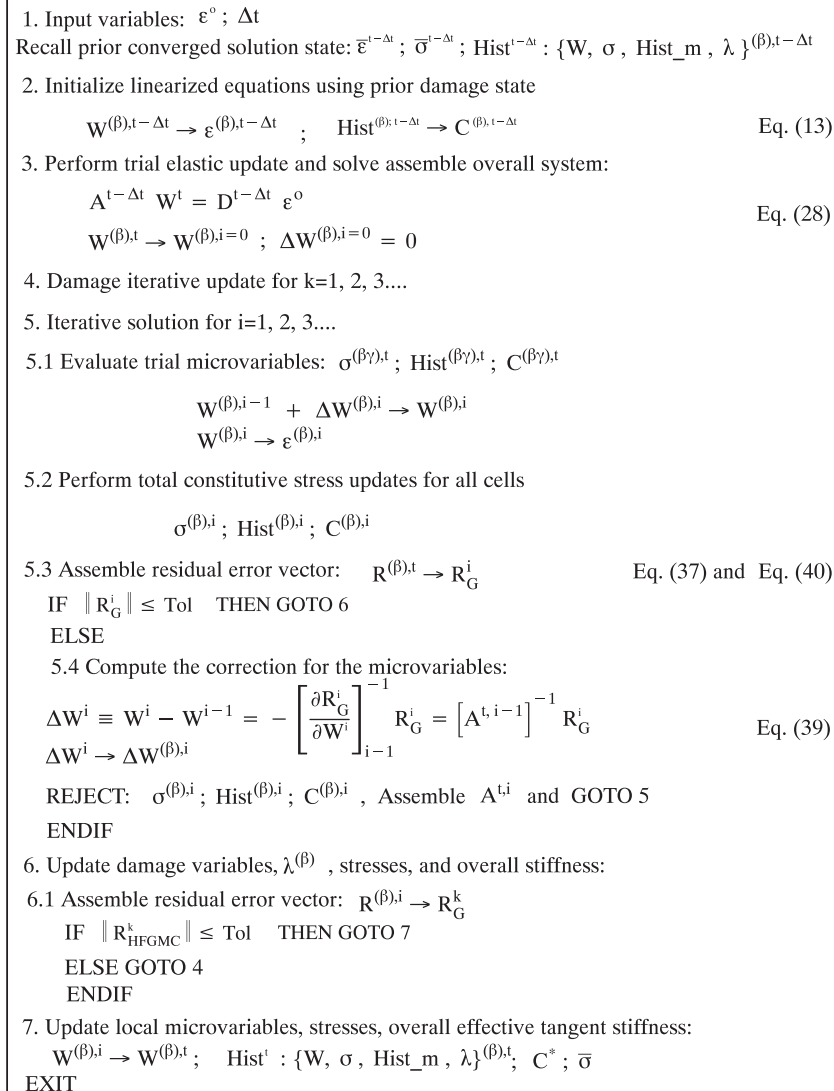 1. Input variables: ε° ; Δt
Recall prior converged solution state: ε̅^{t−Δt} ; σ̅^{t−Δt} ; Hist^{t−Δt} : {W, σ , Hist_m , λ }^{(β),t−Δt}
2. Initialize linearized equations using prior damage state
W^{(β),t−Δt} → ε^{(β),t−Δt} ; Hist^{(β); t−Δt} → C^{(β), t−Δt} Eq. (13)
3. Perform trial elastic update and solve assemble overall system:
A^{t−Δt} W^t = D^{t−Δt} ε^o
Eq. (28)
W^{(β),t} → W^{(β),i=0} ; ΔW^{(β),i=0} = 0
4. Damage iterative update for k=1, 2, 3....
5. Iterative solution for i=1, 2, 3....
5.1 Evaluate trial microvariables: σ^{(βγ),t} ; Hist^{(βγ),t} ; C^{(βγ),t}
W^{(β),i−1} + ΔW^{(β),i} → W^{(β),i}
W^{(β),i} → ε^{(β),i}
5.2 Perform total constitutive stress updates for all cells
σ^{(β),i} ; Hist^{(β),i} ; C^{(β),i}
5.3 Assemble residual error vector: R^{(β),t} → R_G^i Eq. (37) and Eq. (40)
IF ‖ R_G^i ‖ ≤ Tol THEN GOTO 6
ELSE
5.4 Compute the correction for the microvariables:
ΔW^i ≡ W^i − W^{i−1} = − [∂R_G^i / ∂W^i]_{i−1}^{−1} R_G^i = [A^{t, i−1}]^{−1} R_G^i Eq. (39)
ΔW^i → ΔW^{(β),i}
REJECT: σ^{(β),i} ; Hist^{(β),i} ; C^{(β),i} , Assemble A^{t,i} and GOTO 5
ENDIF
6. Update damage variables, λ^{(β)} , stresses, and overall stiffness:
6.1 Assemble residual error vector: R^{(β),i} → R_G^k
IF ‖ R_{HFGMC}^k ‖ ≤ Tol THEN GOTO 7
ELSE GOTO 4
ENDIF
7. Update local microvariables, stresses, overall effective tangent stiffness:
W^{(β),i} → W^{(β),t} ; Hist^t : {W, σ , Hist_m , λ}^{(β),t} ; C^* ; σ̅
EXIT